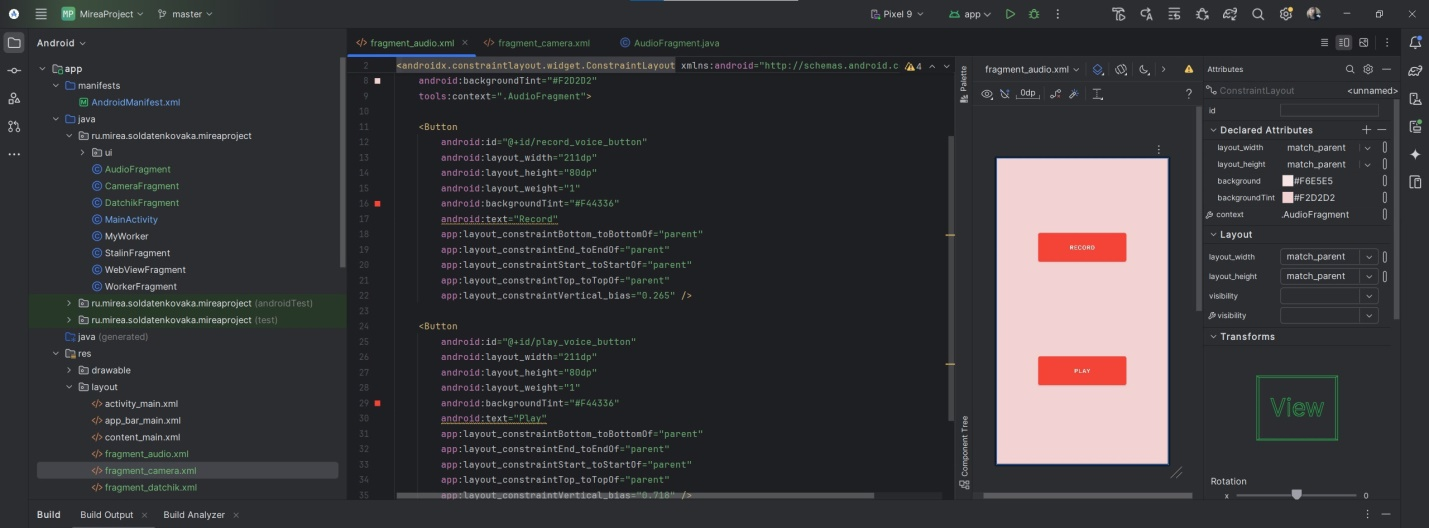 MP MireaProject master Pixel 9 app
Android
fragment_audio.xml fragment_camera.xml AudioFragment.java
app
manifests
AndroidManifest.xml
java
ru.mirea.soldatenkovaka.mireaproject
ui
AudioFragment
CameraFragment
DatchikFragment
MainActivity
MyWorker
StalinFragment
WebViewFragment
WorkerFragment
ru.mirea.soldatenkovaka.mireaproject (androidTest)
ru.mirea.soldatenkovaka.mireaproject (test)
java (generated)
res
drawable
layout
activity_main.xml
app_bar_main.xml
content_main.xml
fragment_audio.xml
fragment_camera.xml
fragment_datchik.xml
2 <androidx.constraintlayout.widget.ConstraintLayout xmlns:android="http://schemas.android.c 4
8 android:backgroundTint="#F2D2D2"
9 tools:context=".AudioFragment">
10
11 <Button
12 android:id="@+id/record_voice_button"
13 android:layout_width="211dp"
14 android:layout_height="80dp"
15 android:layout_weight="1"
16 android:backgroundTint="#F44336"
17 android:text="Record"
18 app:layout_constraintBottom_toBottomOf="parent"
19 app:layout_constraintEnd_toEndOf="parent"
20 app:layout_constraintStart_toStartOf="parent"
21 app:layout_constraintTop_toTopOf="parent"
22 app:layout_constraintVertical_bias="0.265" />
23
24 <Button
25 android:id="@+id/play_voice_button"
26 android:layout_width="211dp"
27 android:layout_height="80dp"
28 android:layout_weight="1"
29 android:backgroundTint="#F44336"
30 android:text="Play"
31 app:layout_constraintBottom_toBottomOf="parent"
32 app:layout_constraintEnd_toEndOf="parent"
33 app:layout_constraintStart_toStartOf="parent"
34 app:layout_constraintTop_toTopOf="parent"
35 app:layout_constraintVertical_bias="0.718" />
Palette
Component Tree
fragment_audio.xml
0dp ?
RECORD
PLAY
Attributes
ConstraintLayout <unnamed>
id
Declared Attributes
layout_width match_parent
layout_height match_parent
background #F6E5E5
backgroundTint #F2D2D2
context .AudioFragment
Layout
layout_width match_parent
layout_height match_parent
visibility
visibility
Transforms
View
Rotation
x 0
Build Build Output Build Analyzer